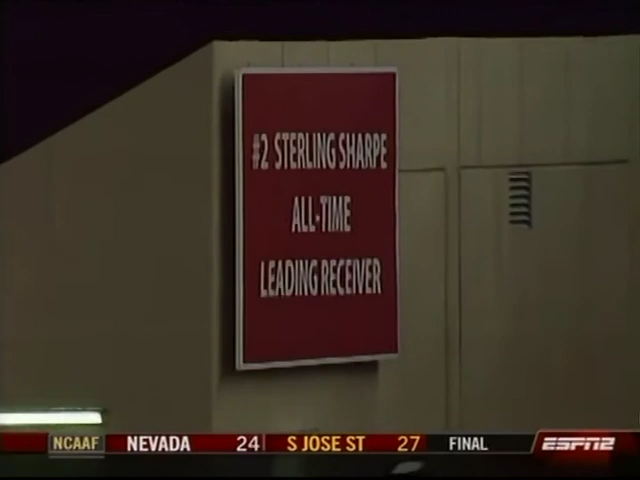 #2 STERLING SHARPE
ALL-TIME
LEADING RECEIVER
NCAAF NEVADA 24 S JOSE ST 27 FINAL ESPN2